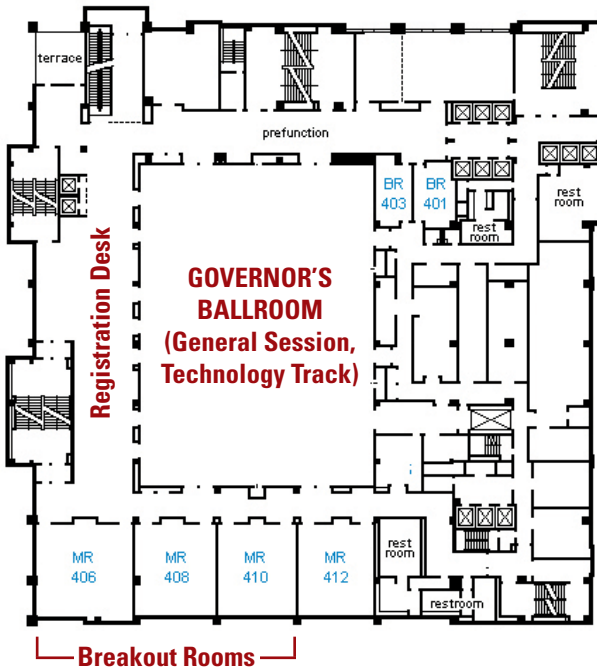 terrace
prefunction
BR
403
BR
401
rest
room
rest
room
Registration Desk
GOVERNOR'S
BALLROOM
(General Session,
Technology Track)
MR
406
MR
408
MR
410
MR
412
rest
room
restroom
Breakout Rooms